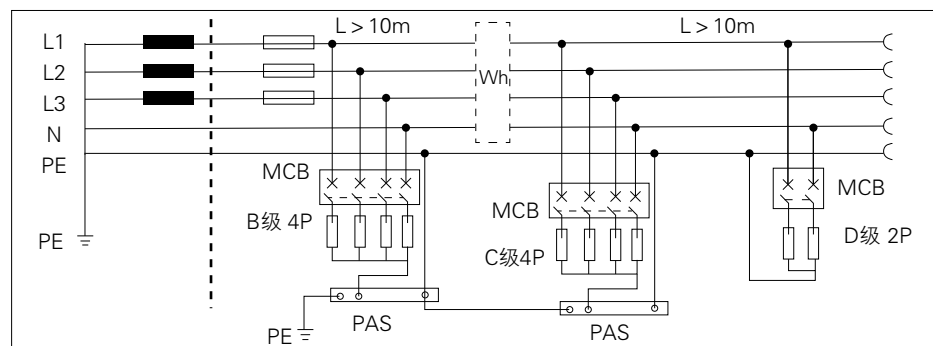 L1
L2
L3
N
PE
PE
L > 10m
L > 10m
Wh
MCB
B级 4P
MCB
C级4P
MCB
D级 2P
PAS
PE
PAS